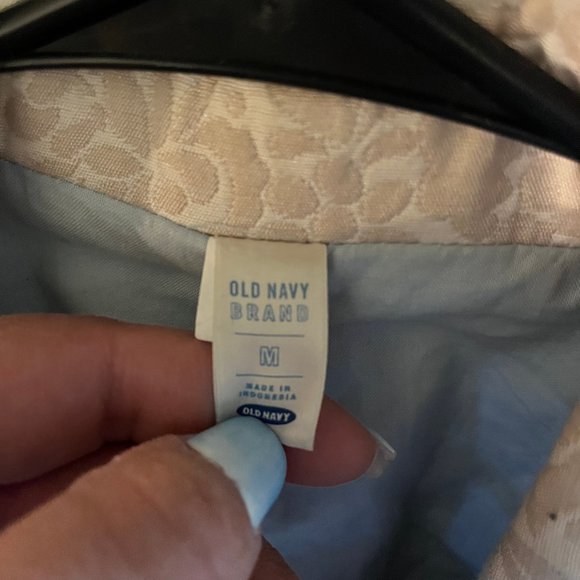 OLD NAVY
BRAND
M
MADE IN
INDONESIA
OLD NAVY